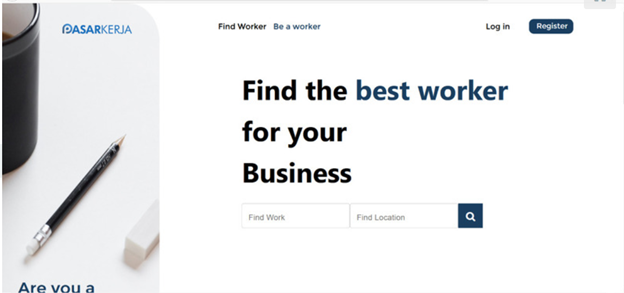 PASARKERJA
Find Worker Be a worker
Log in
Register
Find the best worker
for your
Business
Find Work
Find Location
Are you a